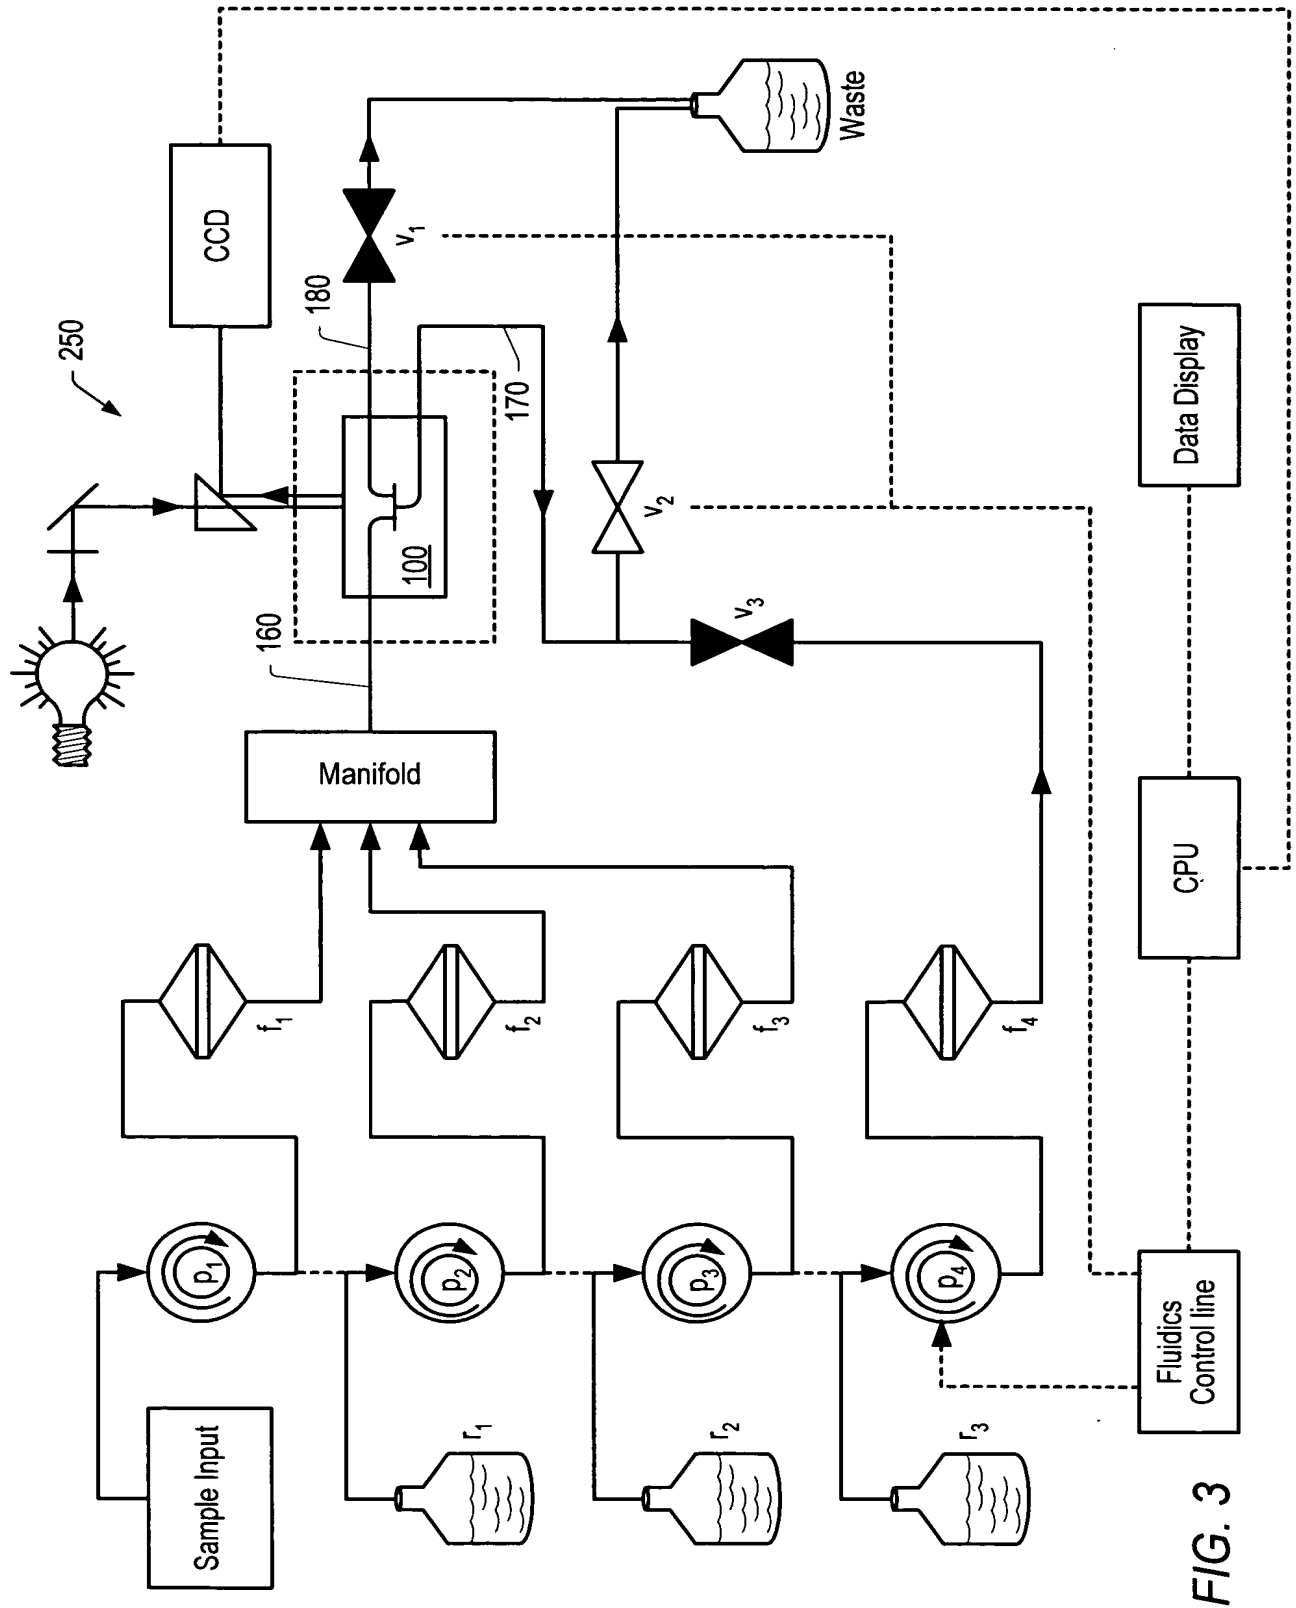 250
CCD
180
v1
Waste
160
100
170
v2
v3
Manifold
f1
f2
f3
f4
p1
p2
p3
p4
Sample Input
r1
r2
r3
Fluidics
Control line
CPU
Data Display
FIG. 3